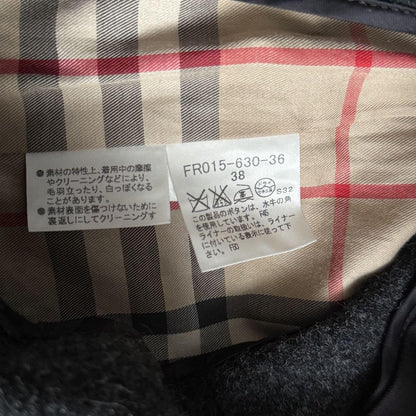 ●素材の特性上、着用中の摩擦
やクリーニングなどにより、
毛羽立ったり、白っぽくなる
ことがあります。
●素材表面を傷つけないために
裏返しにしてクリーニングす
FR015-630-36
38
S32
この製品のボタンは、水牛の角
を使用しています。 F45
ライナーの取扱いは、ライナー
に付いている表示に従って下
さい。